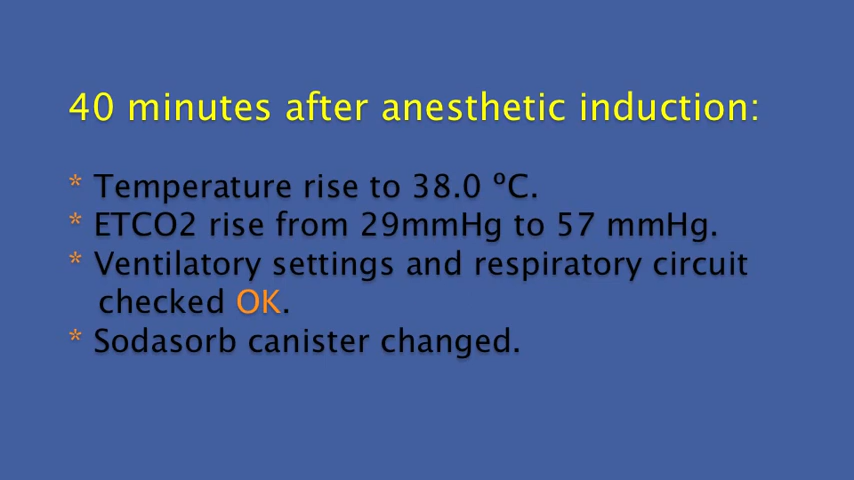 40 minutes after anesthetic induction:
* Temperature rise to 38.0 ºC.
* ETCO2 rise from 29mmHg to 57 mmHg.
* Ventilatory settings and respiratory circuit
checked OK.
* Sodasorb canister changed.